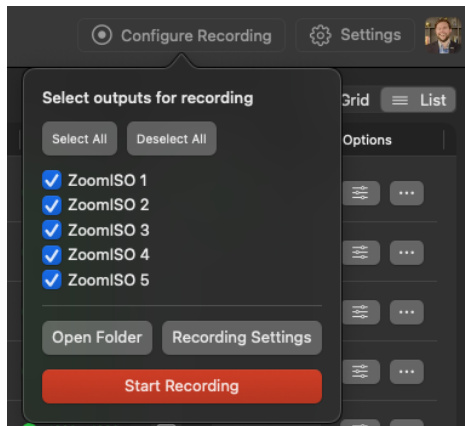 Configure Recording
Settings
Select outputs for recording
Grid
List
Select All
Deselect All
Options
ZoomISO 1
ZoomISO 2
ZoomISO 3
ZoomISO 4
ZoomISO 5
Open Folder
Recording Settings
Start Recording